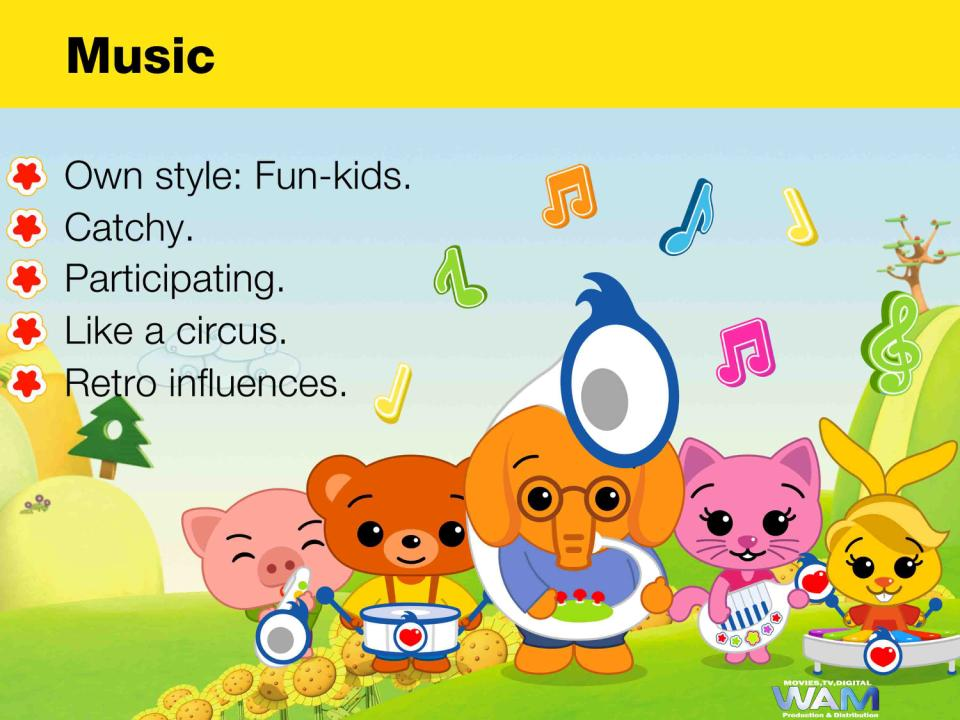 Music
Own style: Fun-kids.
Catchy.
Participating.
Like a circus.
Retro influences.
MOVIES,TV,DIGITAL
WAM
Production & Distribution